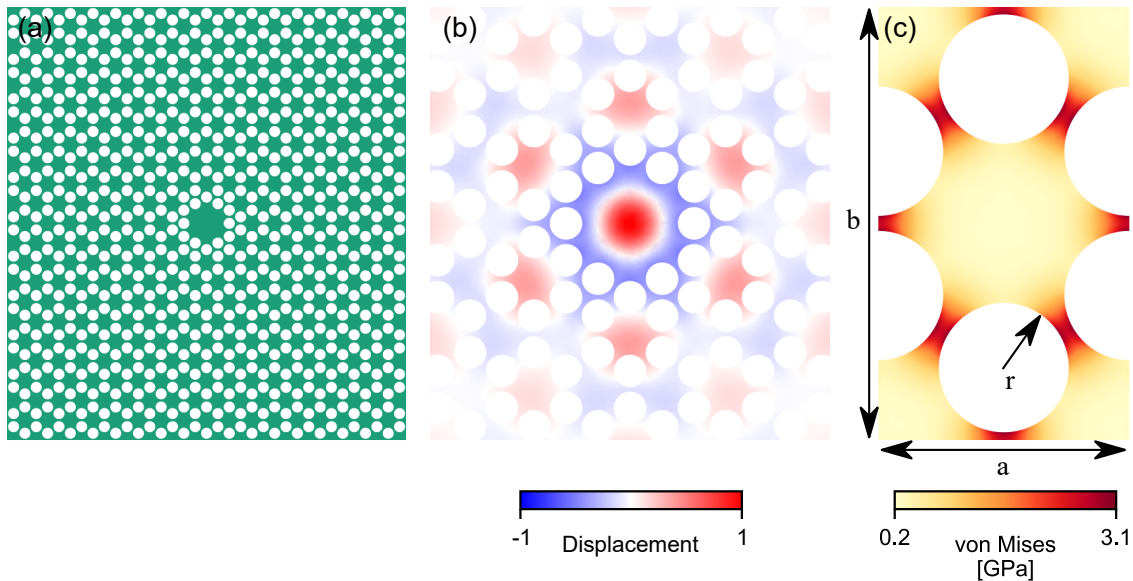 (a)
(b)
(c)
b
r
a
-1
Displacement
1
0.2
von Mises
3.1
[GPa]